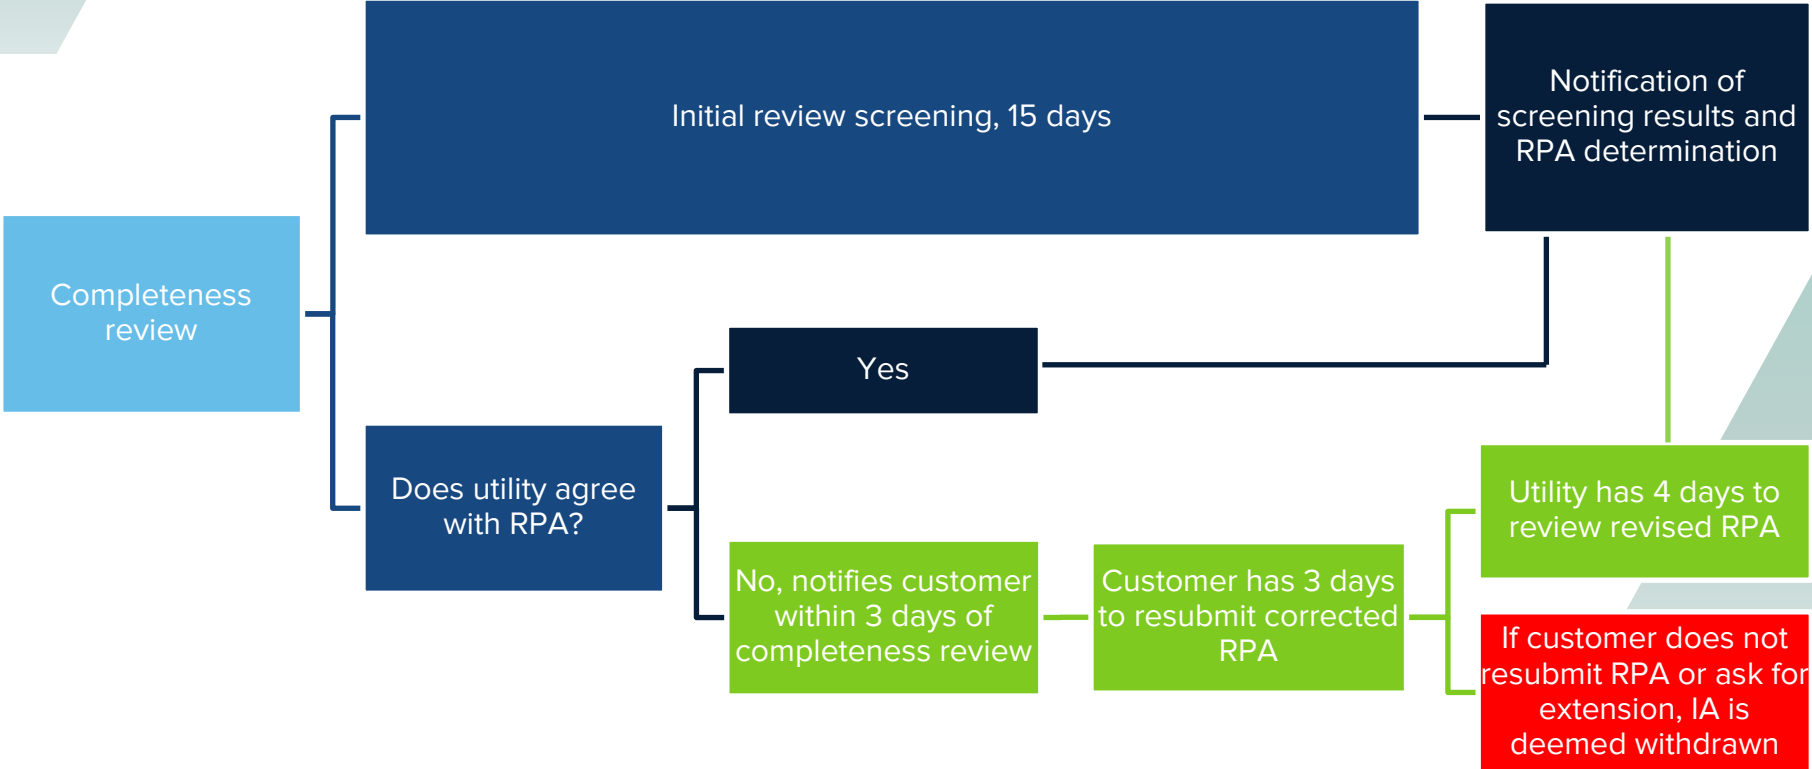 Initial review screening, 15 days
Notification of
screening results and
RPA determination
Completeness
review
Yes
Does utility agree
with RPA?
No, notifies customer
within 3 days of
completeness review
Customer has 3 days
to resubmit corrected
RPA
Utility has 4 days to
review revised RPA
If customer does not
resubmit RPA or ask for
extension, IA is
deemed withdrawn